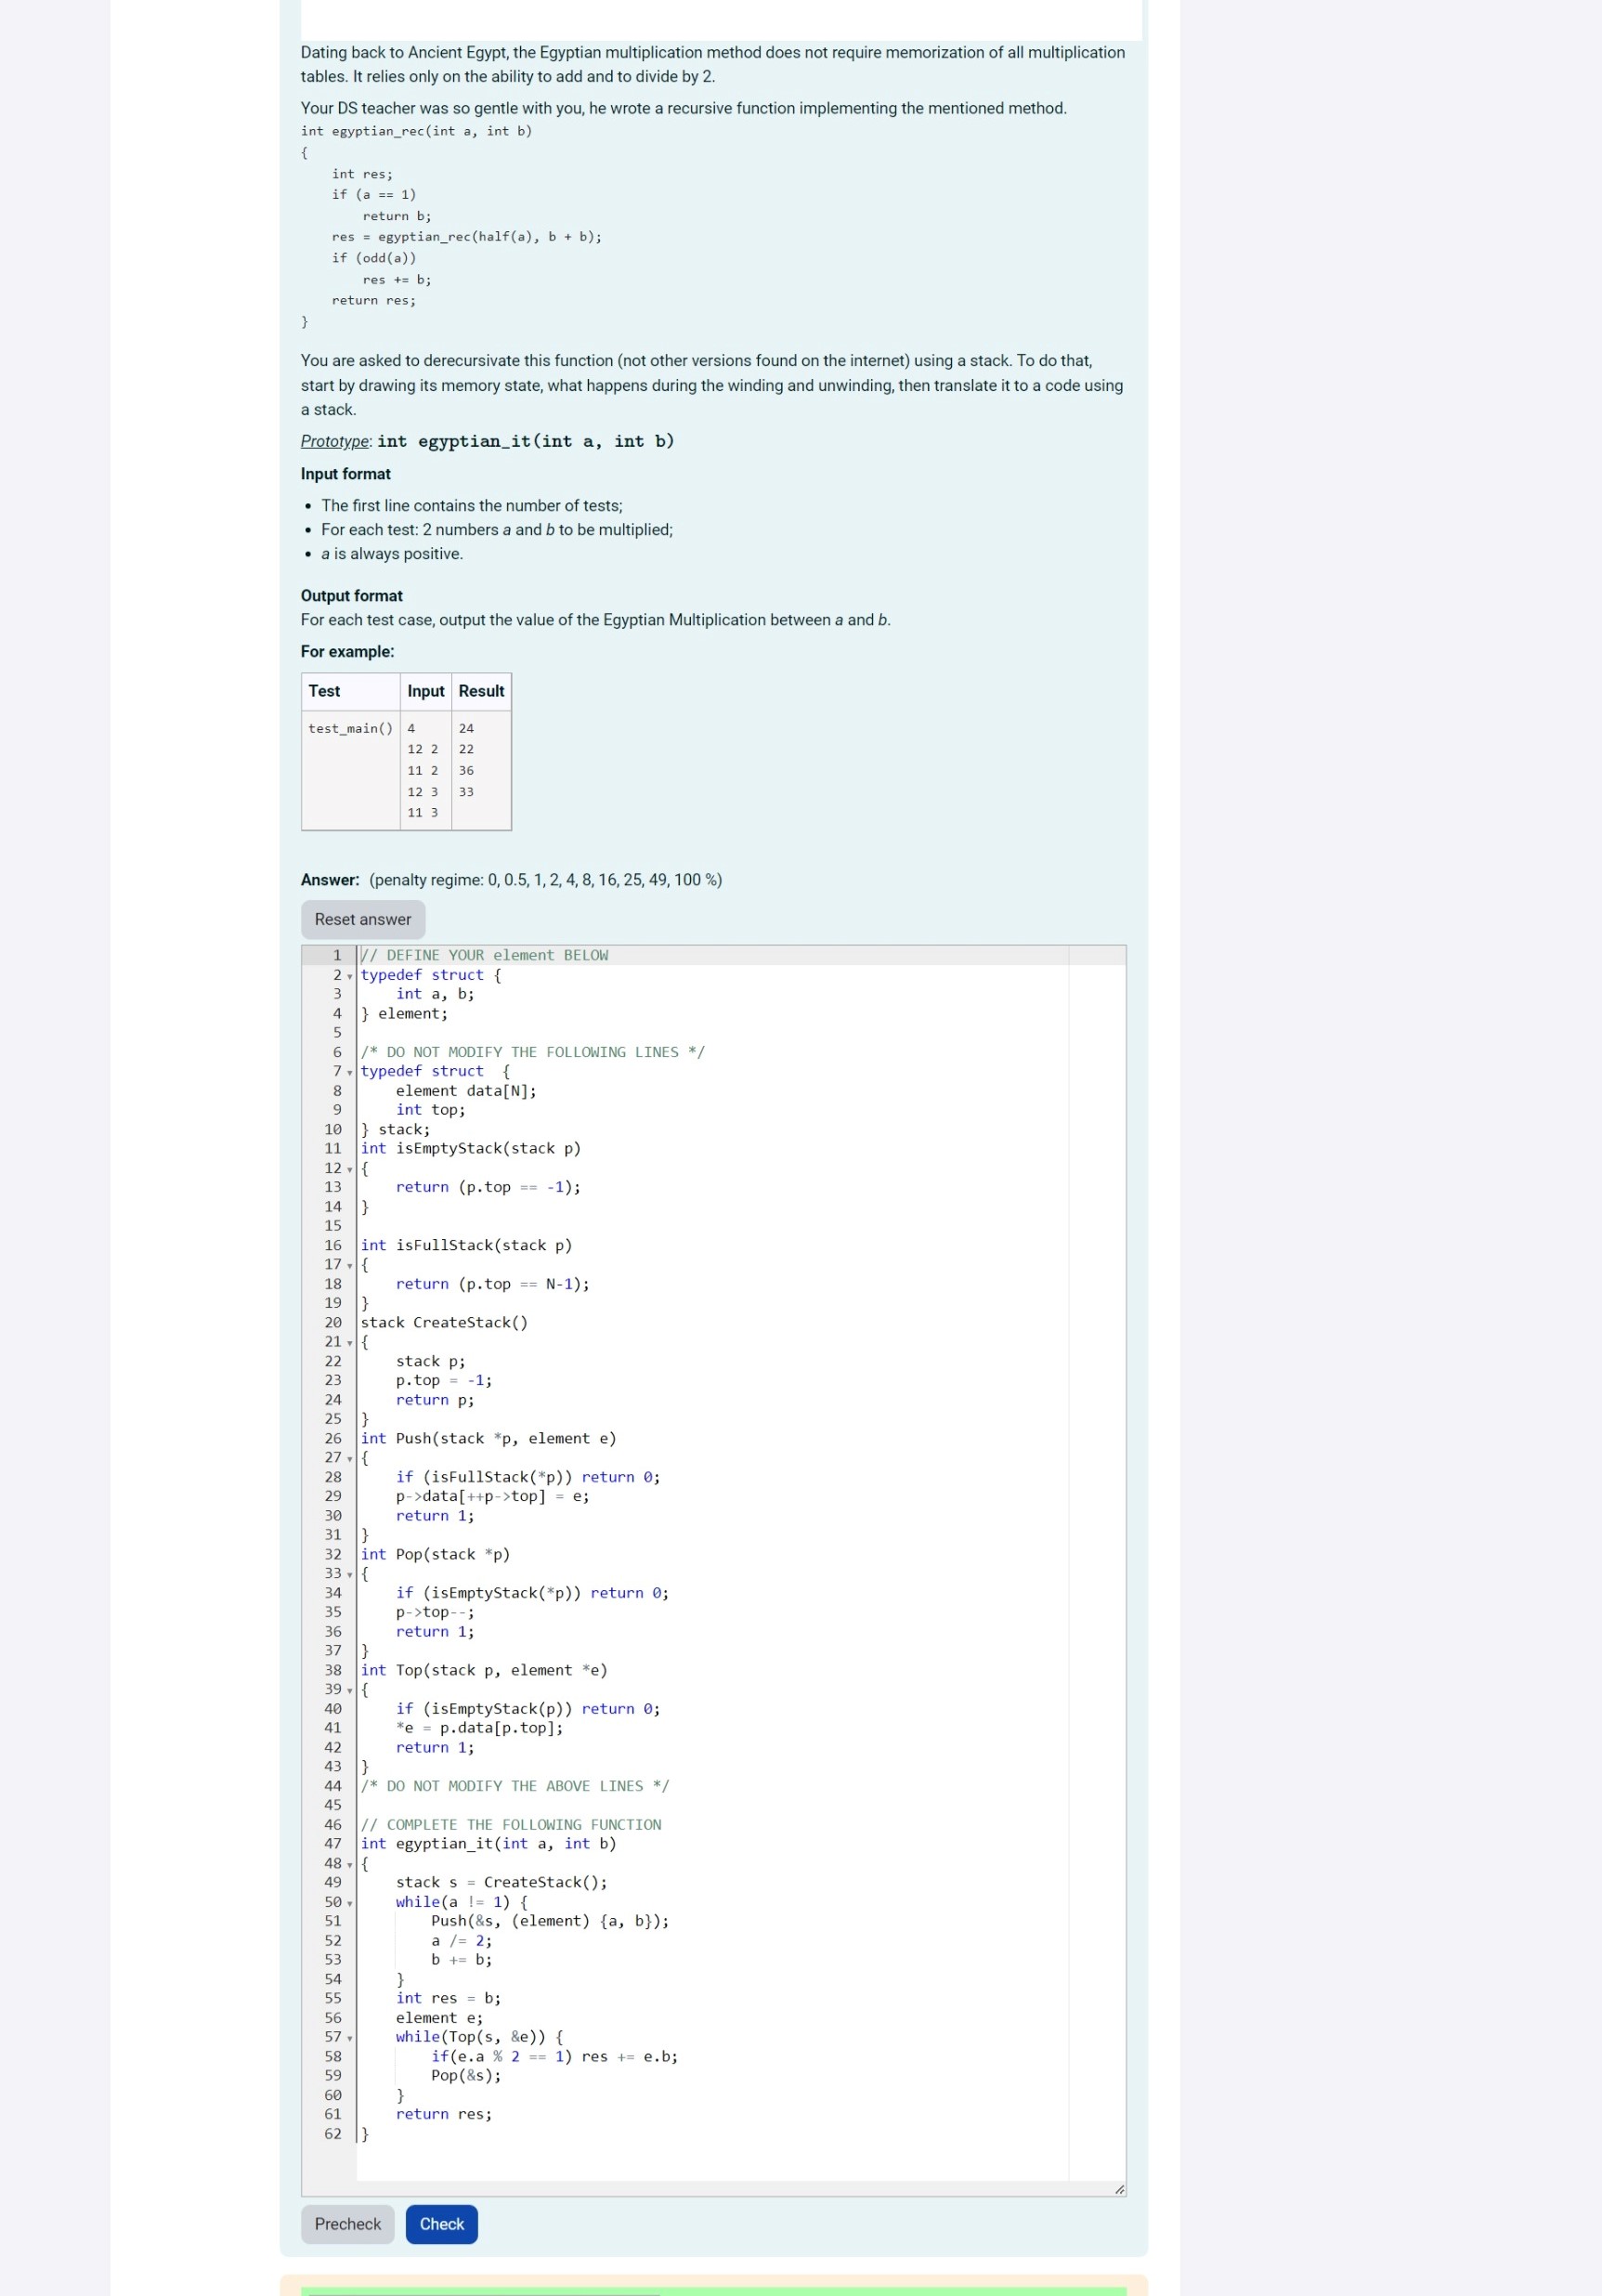 Dating back to Ancient Egypt, the Egyptian multiplication method does not require memorization of all multiplication
tables. It relies only on the ability to add and to divide by 2.
Your DS teacher was so gentle with you, he wrote a recursive function implementing the mentioned method.
int egyptian_rec(int a, int b)
{
    int res;
    if (a == 1)
        return b;
    res = egyptian_rec(half(a), b + b);
    if (odd(a))
        res += b;
    return res;
}
You are asked to derecursivate this function (not other versions found on the internet) using a stack. To do that,
start by drawing its memory state, what happens during the winding and unwinding, then translate it to a code using
a stack.
Prototype: int egyptian_it(int a, int b)
Input format
• The first line contains the number of tests;
• For each test: 2 numbers a and b to be multiplied;
• a is always positive.
Output format
For each test case, output the value of the Egyptian Multiplication between a and b.
For example:
Test Input Result
test_main() 4 24
12 2 22
11 2 36
12 3 33
11 3
Answer: (penalty regime: 0, 0.5, 1, 2, 4, 8, 16, 25, 49, 100 %)
Reset answer
1 // DEFINE YOUR element BELOW
2 typedef struct {
3     int a, b;
4 } element;
5
6 /* DO NOT MODIFY THE FOLLOWING LINES */
7 typedef struct  {
8     element data[N];
9     int top;
10 } stack;
11 int isEmptyStack(stack p)
12 {
13     return (p.top == -1);
14 }
15
16 int isFullStack(stack p)
17 {
18     return (p.top == N-1);
19 }
20 stack CreateStack()
21 {
22     stack p;
23     p.top = -1;
24     return p;
25 }
26 int Push(stack *p, element e)
27 {
28     if (isFullStack(*p)) return 0;
29     p->data[++p->top] = e;
30     return 1;
31 }
32 int Pop(stack *p)
33 {
34     if (isEmptyStack(*p)) return 0;
35     p->top--;
36     return 1;
37 }
38 int Top(stack p, element *e)
39 {
40     if (isEmptyStack(p)) return 0;
41     *e = p.data[p.top];
42     return 1;
43 }
44 /* DO NOT MODIFY THE ABOVE LINES */
45
46 // COMPLETE THE FOLLOWING FUNCTION
47 int egyptian_it(int a, int b)
48 {
49     stack s = CreateStack();
50     while(a != 1) {
51         Push(&s, (element) {a, b});
52         a /= 2;
53         b += b;
54     }
55     int res = b;
56     element e;
57     while(Top(s, &e)) {
58         if(e.a % 2 == 1) res += e.b;
59         Pop(&s);
60     }
61     return res;
62 }
Precheck Check